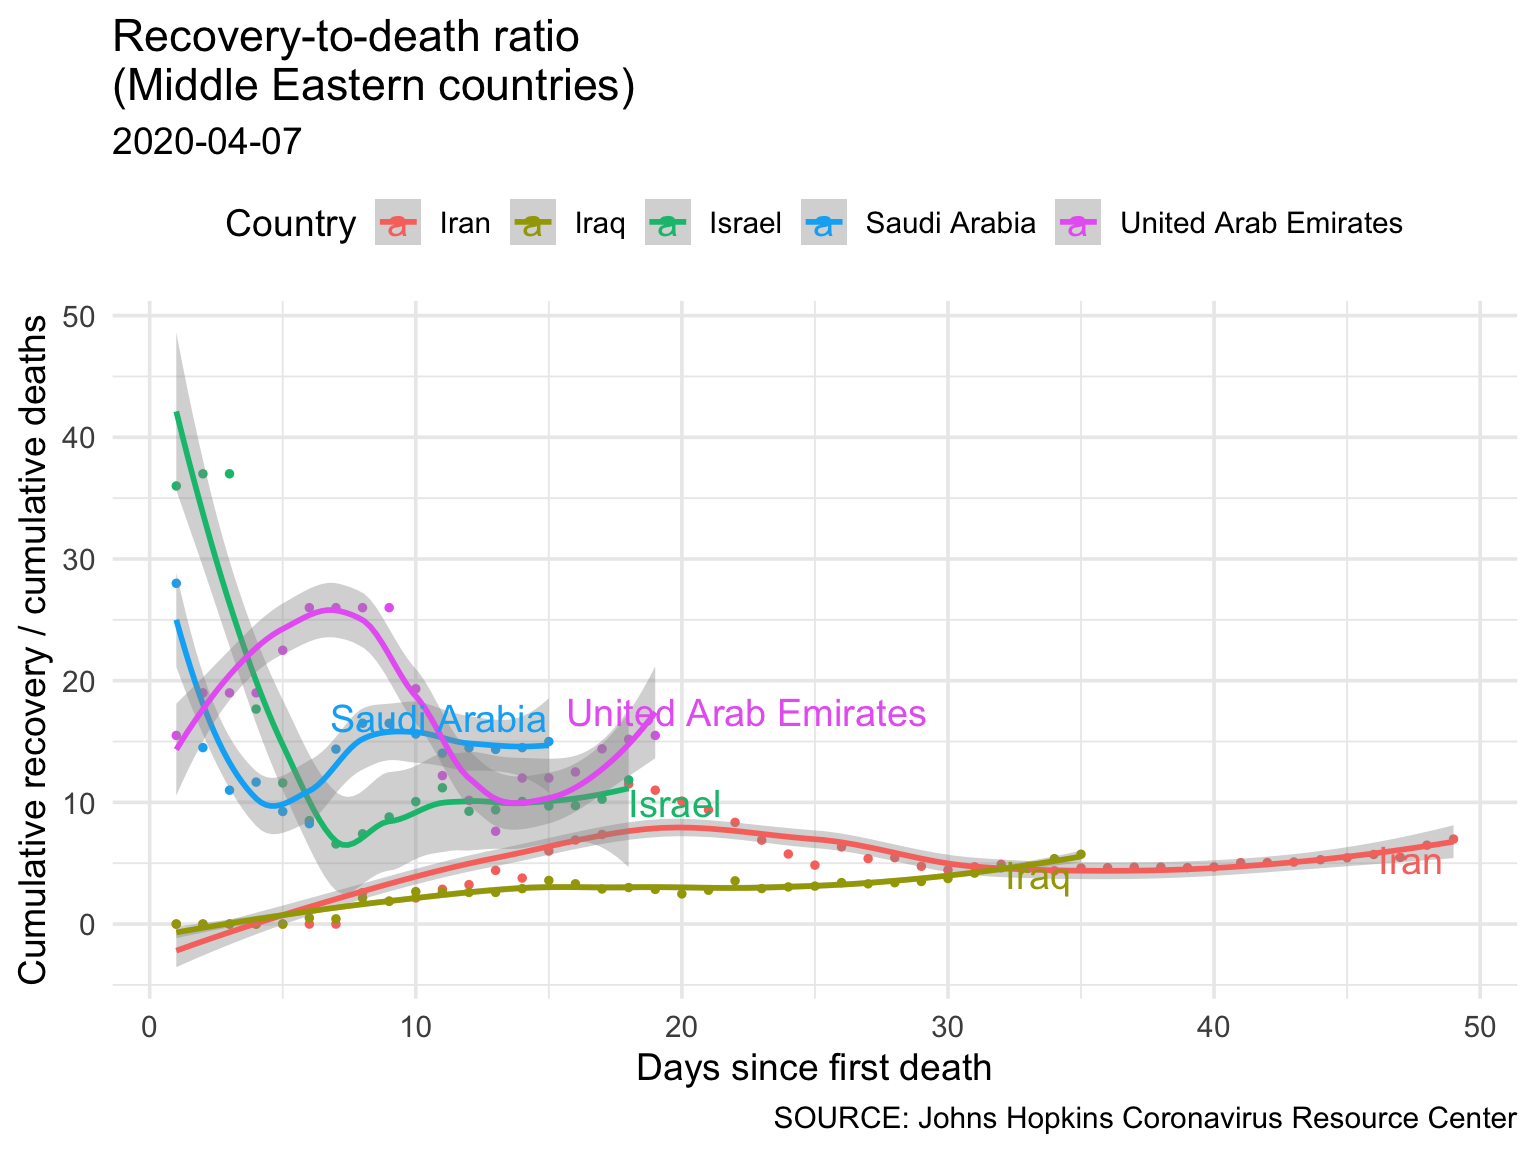 Recovery-to-death ratio
(Middle Eastern countries)
2020-04-07
Country a Iran a Iraq a Israel a Saudi Arabia a United Arab Emirates
Cumulative recovery / cumulative deaths
50
40
30
20
10
0
Saudi Arabia
United Arab Emirates
Israel
Iraq
Iran
0 10 20 30 40 50
Days since first death
SOURCE: Johns Hopkins Coronavirus Resource Center